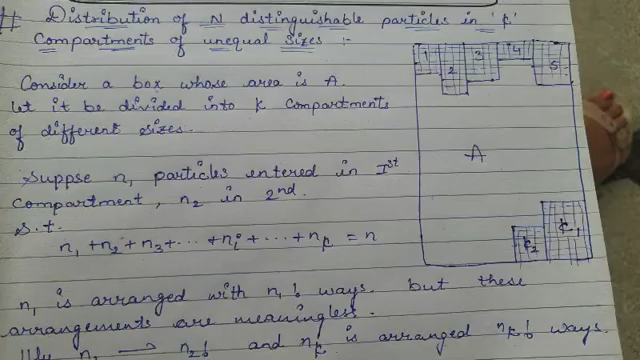 # Distribution of N distinguishable particles in 'k'
Compartments of unequal sizes :-
Consider a box whose area is A.
Let it be divided into k Compartments
of different sizes.
Suppse n, particles entered in Ist
Compartment, n2 in 2nd.
s.t.
n1 + n2 + n3 + ... + ni + ... + nk = n
n1 is arranged with n1! ways. but these
arrangements are meaningless.
n2! and nk is arranged nk! ways.
1
2
3
4
5
A
k2
k